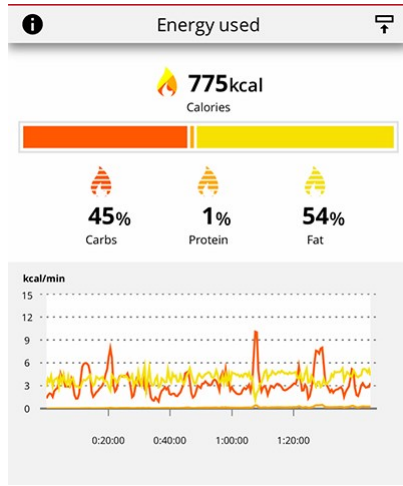 Energy used
775kcal
Calories
45% 1% 54%
Carbs Protein Fat
kcal/min
15
12
9
6
3
0
0:20:00 0:40:00 1:00:00 1:20:00